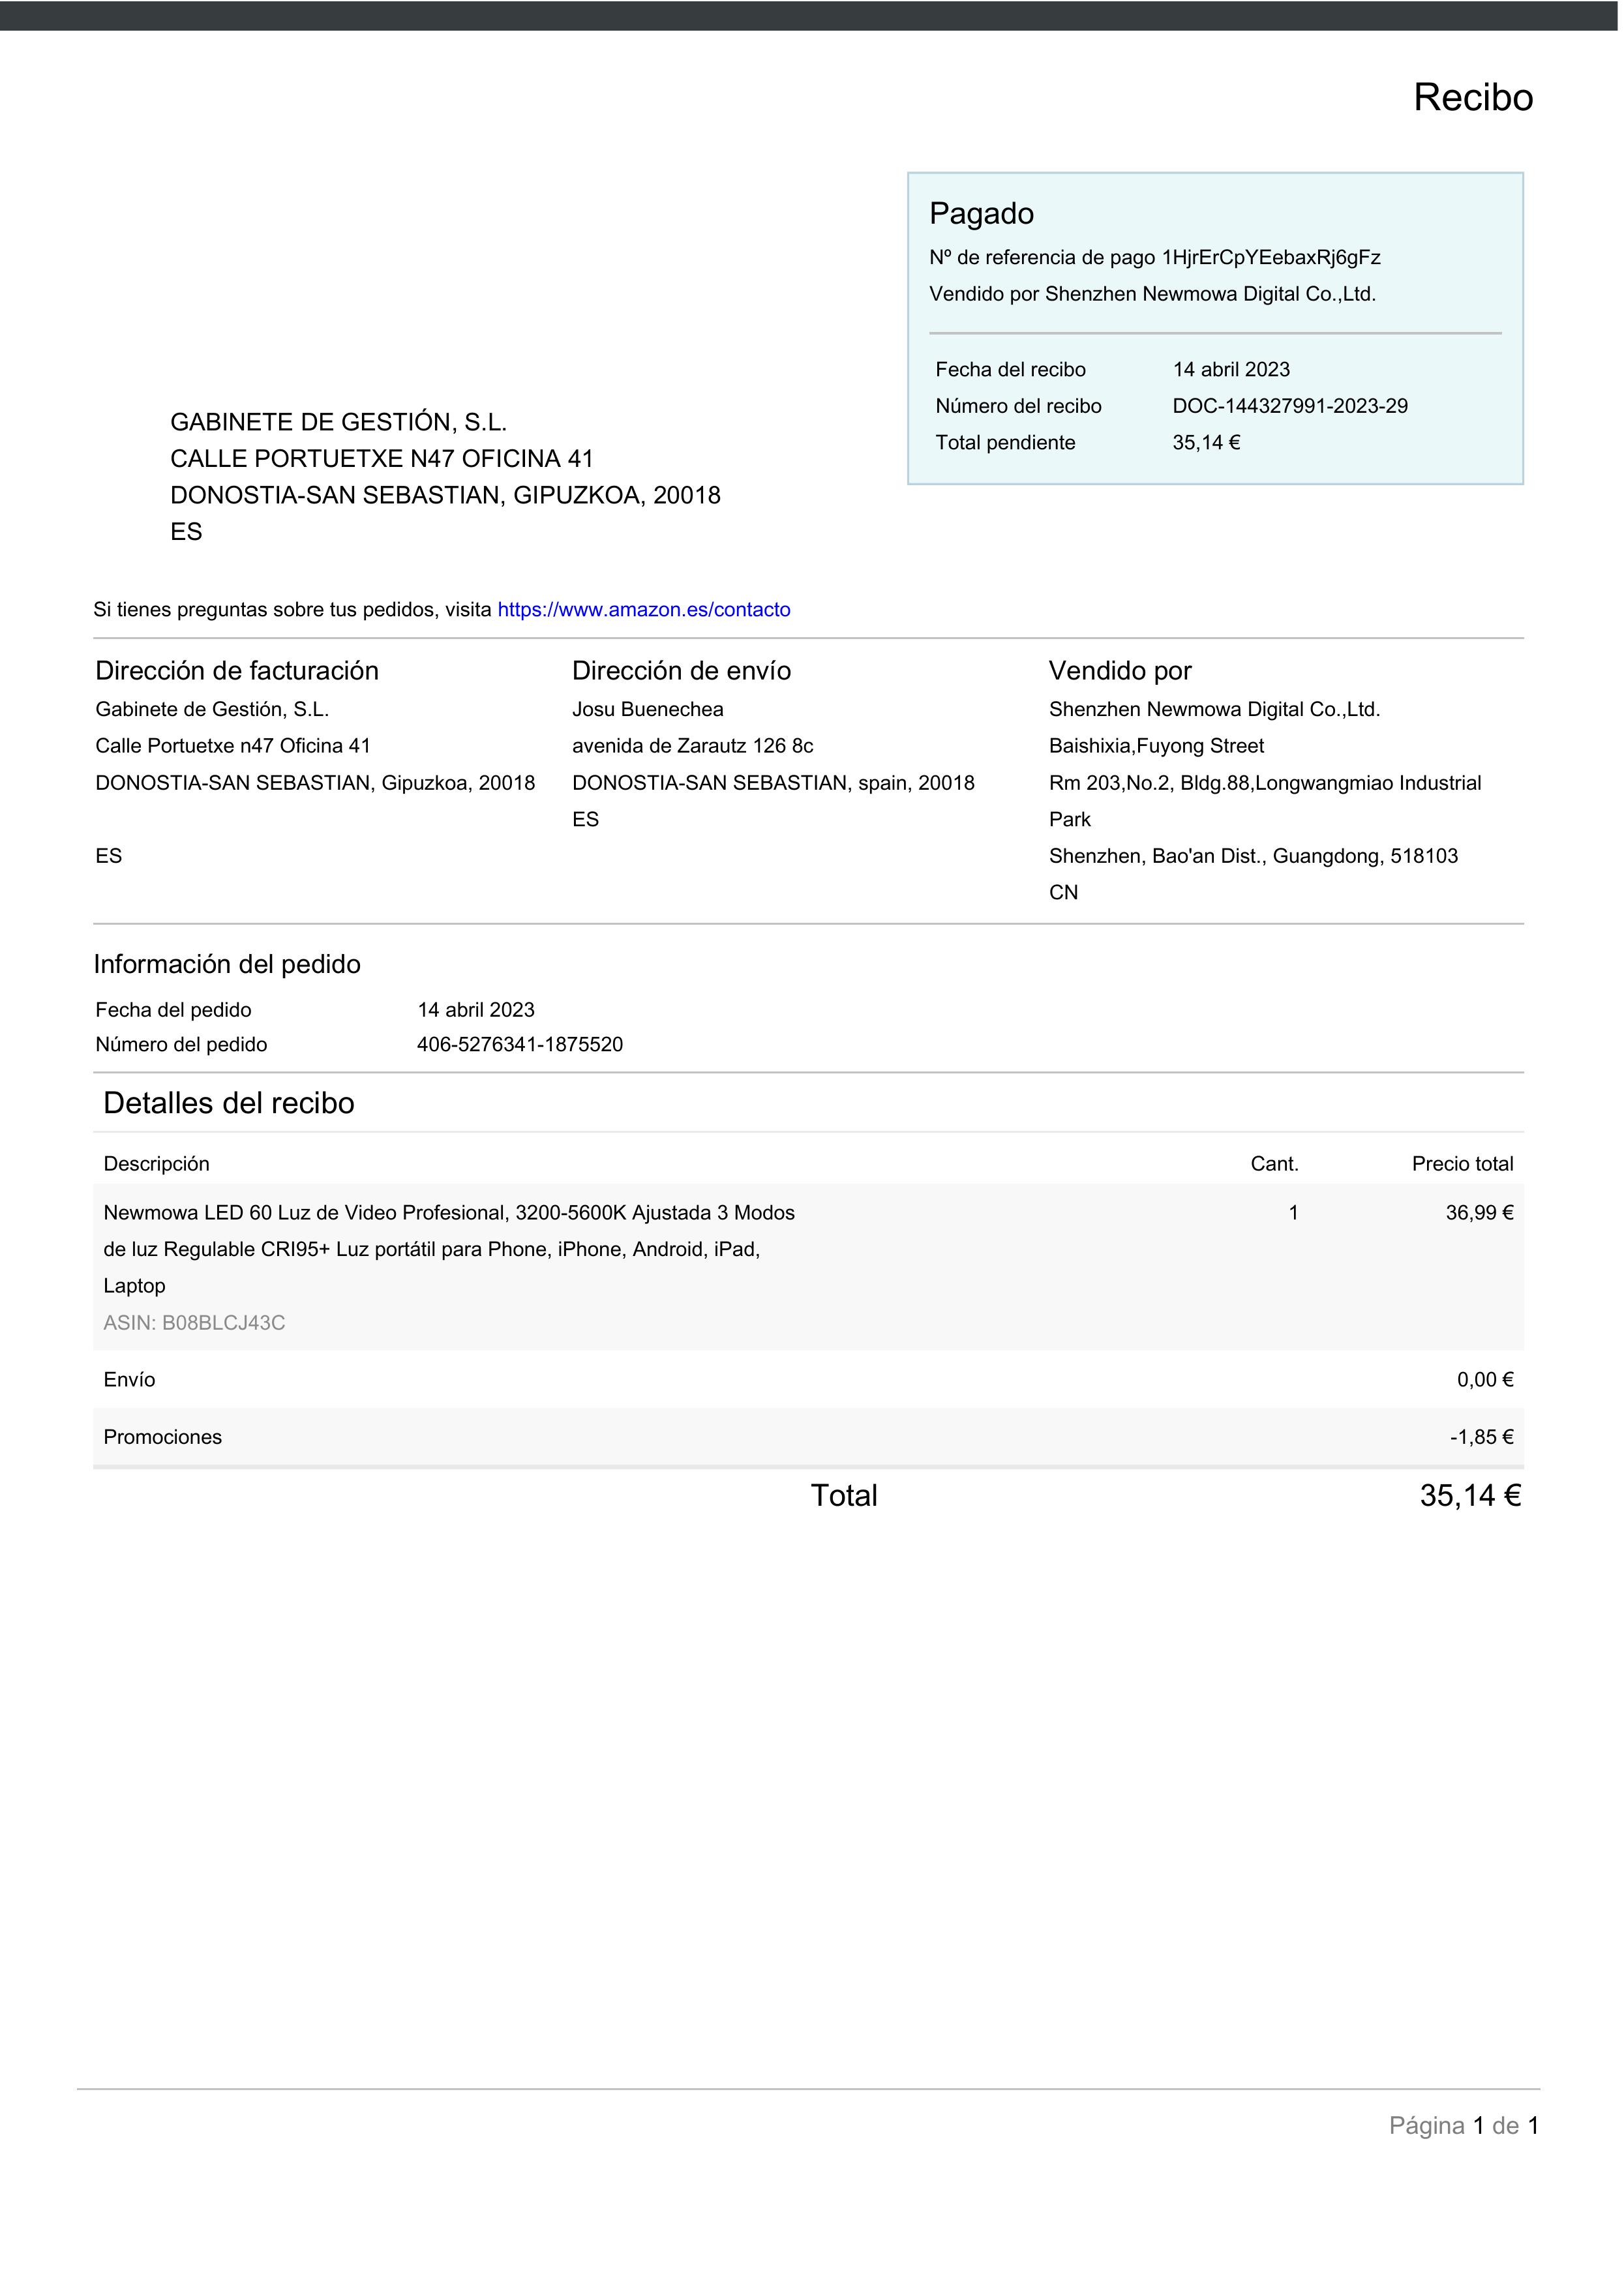 Recibo
Pagado
Nº de referencia de pago 1HjrErCpYEebaxRj6gFz
Vendido por Shenzhen Newmowa Digital Co.,Ltd.
Fecha del recibo 14 abril 2023
Número del recibo DOC-144327991-2023-29
Total pendiente 35,14 €
GABINETE DE GESTIÓN, S.L.
CALLE PORTUETXE N47 OFICINA 41
DONOSTIA-SAN SEBASTIAN, GIPUZKOA, 20018
ES
Si tienes preguntas sobre tus pedidos, visita https://www.amazon.es/contacto
Dirección de facturación
Gabinete de Gestión, S.L.
Calle Portuetxe n47 Oficina 41
DONOSTIA-SAN SEBASTIAN, Gipuzkoa, 20018
ES
Dirección de envío
Josu Buenechea
avenida de Zarautz 126 8c
DONOSTIA-SAN SEBASTIAN, spain, 20018
ES
Vendido por
Shenzhen Newmowa Digital Co.,Ltd.
Baishixia,Fuyong Street
Rm 203,No.2, Bldg.88,Longwangmiao Industrial
Park
Shenzhen, Bao'an Dist., Guangdong, 518103
CN
Información del pedido
Fecha del pedido 14 abril 2023
Número del pedido 406-5276341-1875520
Detalles del recibo
Descripción Cant. Precio total
Newmowa LED 60 Luz de Video Profesional, 3200-5600K Ajustada 3 Modos 1 36,99 €
de luz Regulable CRI95+ Luz portátil para Phone, iPhone, Android, iPad,
Laptop
ASIN: B08BLCJ43C
Envío 0,00 €
Promociones -1,85 €
Total 35,14 €
Página 1 de 1